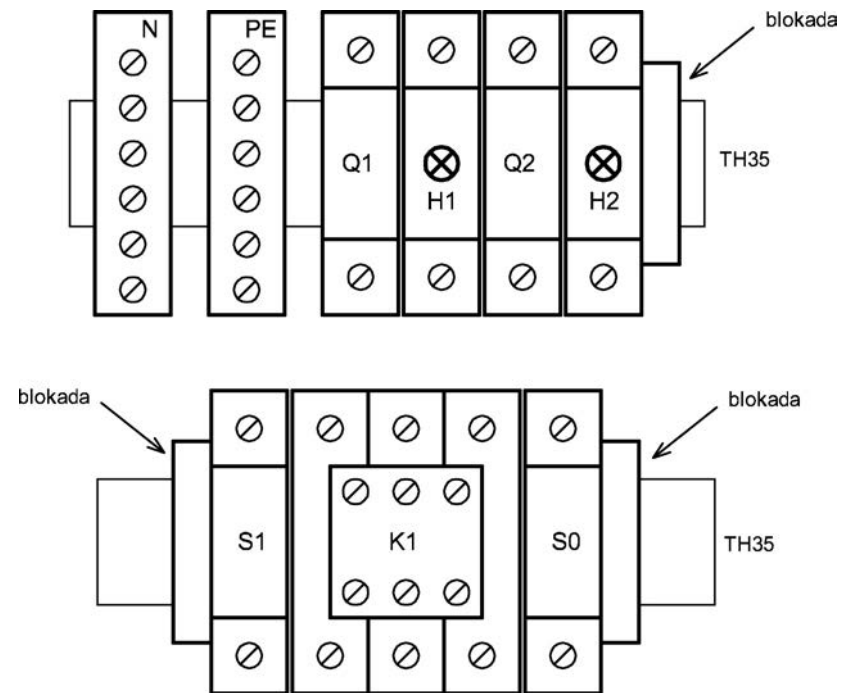 blokada
N
PE
Q1
H1
Q2
H2
TH35
blokada
blokada
S1
K1
S0
TH35